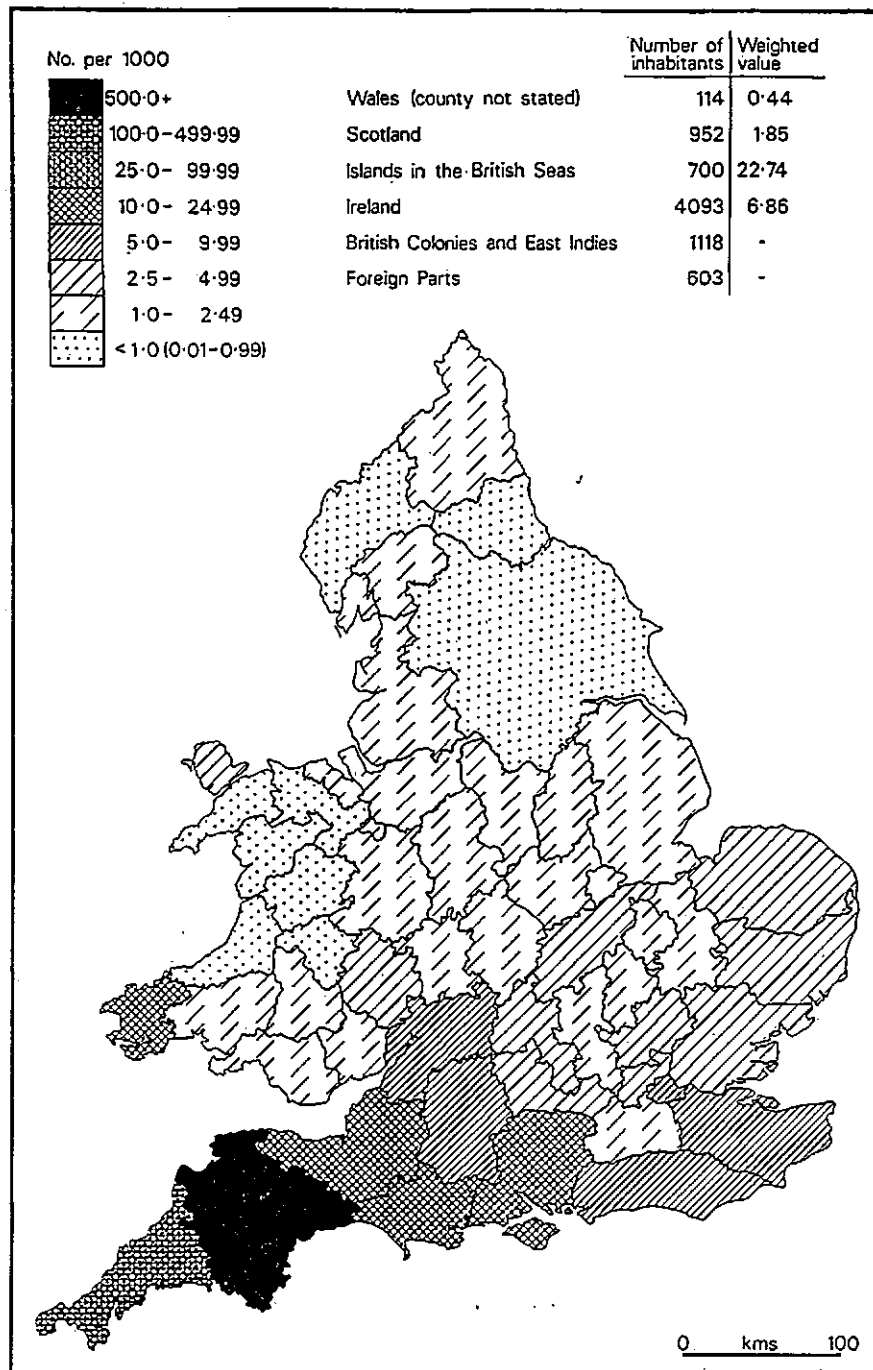 No. per 1000
500·0+
100·0-499·99
25·0- 99·99
10·0- 24·99
5·0- 9·99
2·5- 4·99
1·0- 2·49
<1·0 (0·01-0·99)
Number of inhabitants Weighted value
Wales (county not stated) 114 0·44
Scotland 952 1·85
Islands in the British Seas 700 22·74
Ireland 4093 6·86
British Colonies and East Indies 1118 -
Foreign Parts 603 -
0 kms 100